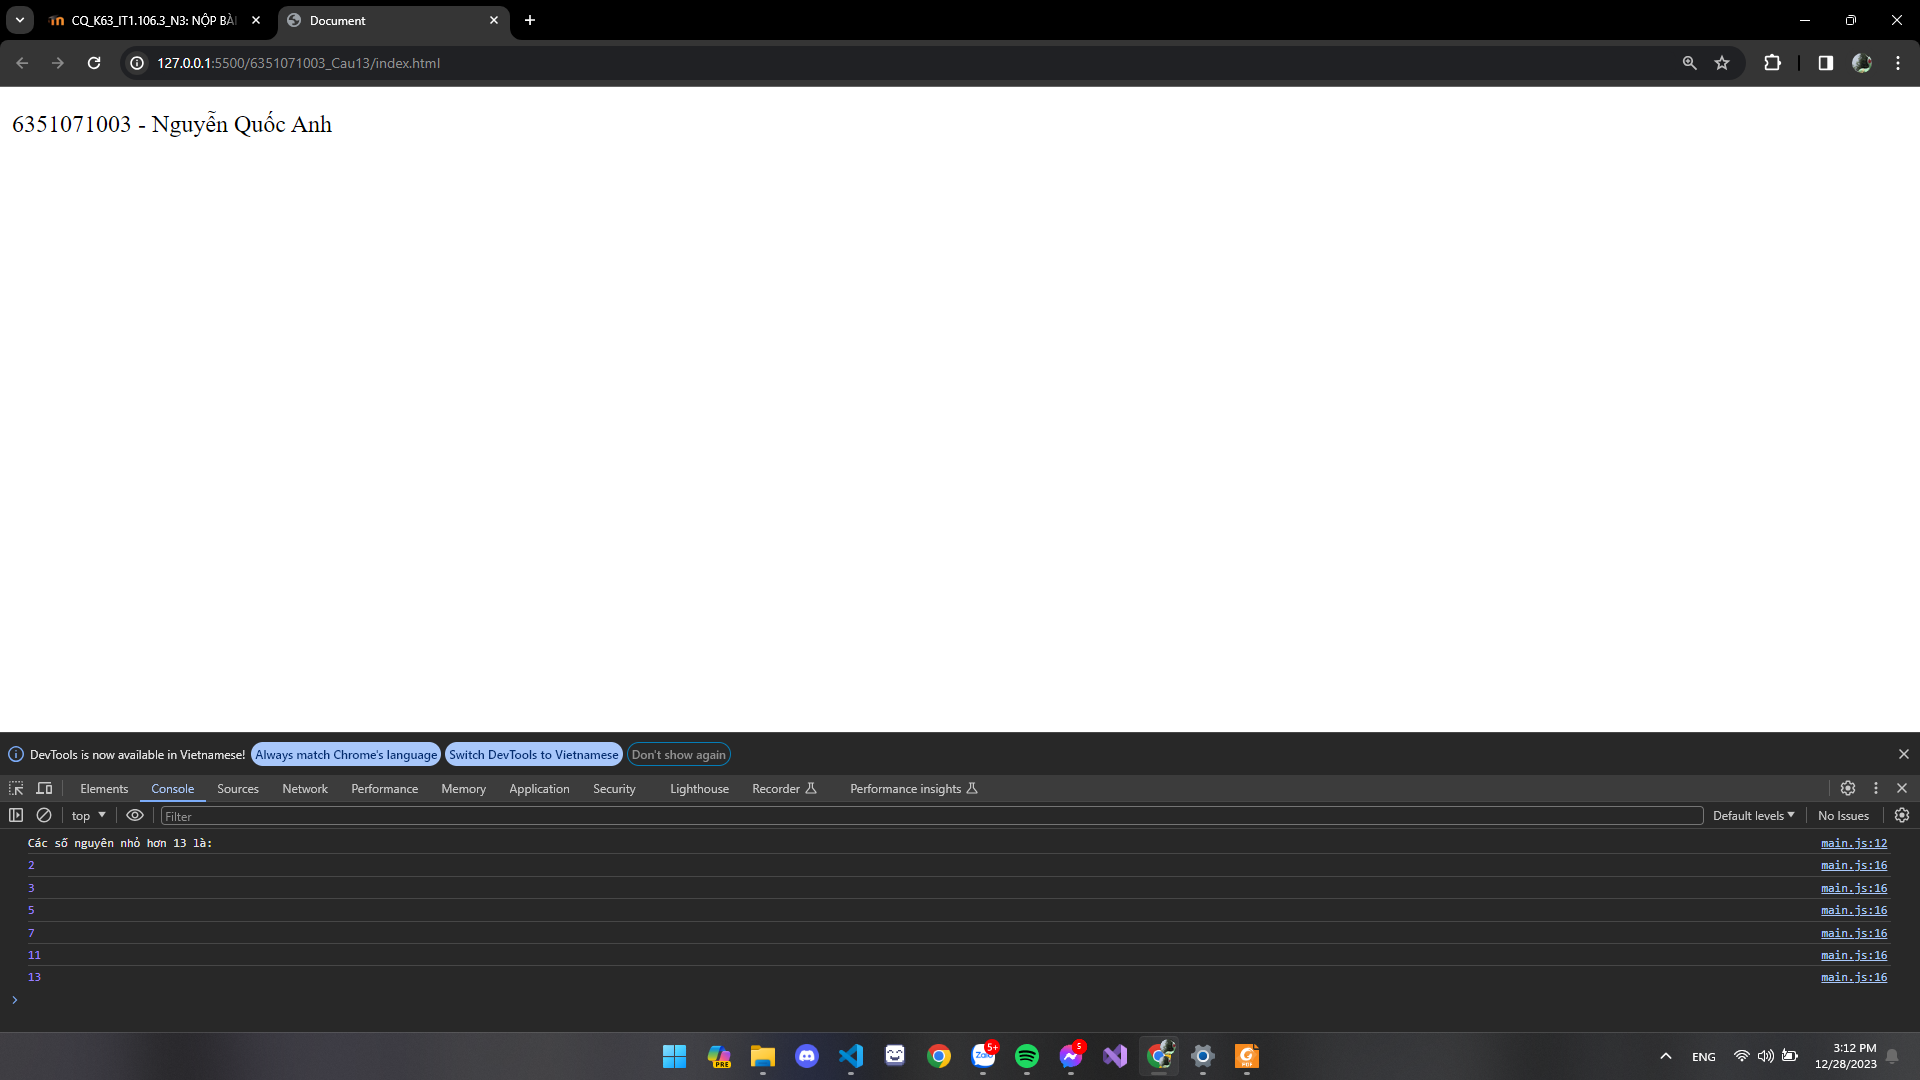 CQ_K63_IT1.106.3_N3: NỘP BÀI
Document
127.0.0.1:5500/6351071003_Cau13/index.html
6351071003 - Nguyễn Quốc Anh
DevTools is now available in Vietnamese! Always match Chrome's language Switch DevTools to Vietnamese Don't show again
Elements Console Sources Network Performance Memory Application Security Lighthouse Recorder Performance insights
top Filter Default levels No Issues
Các số nguyên nhỏ hơn 13 là: main.js:12
2 main.js:16
3 main.js:16
5 main.js:16
7 main.js:16
11 main.js:16
13 main.js:16
PRE Zalo 5+ 5 PDF
ENG 3:12 PM
12/28/2023